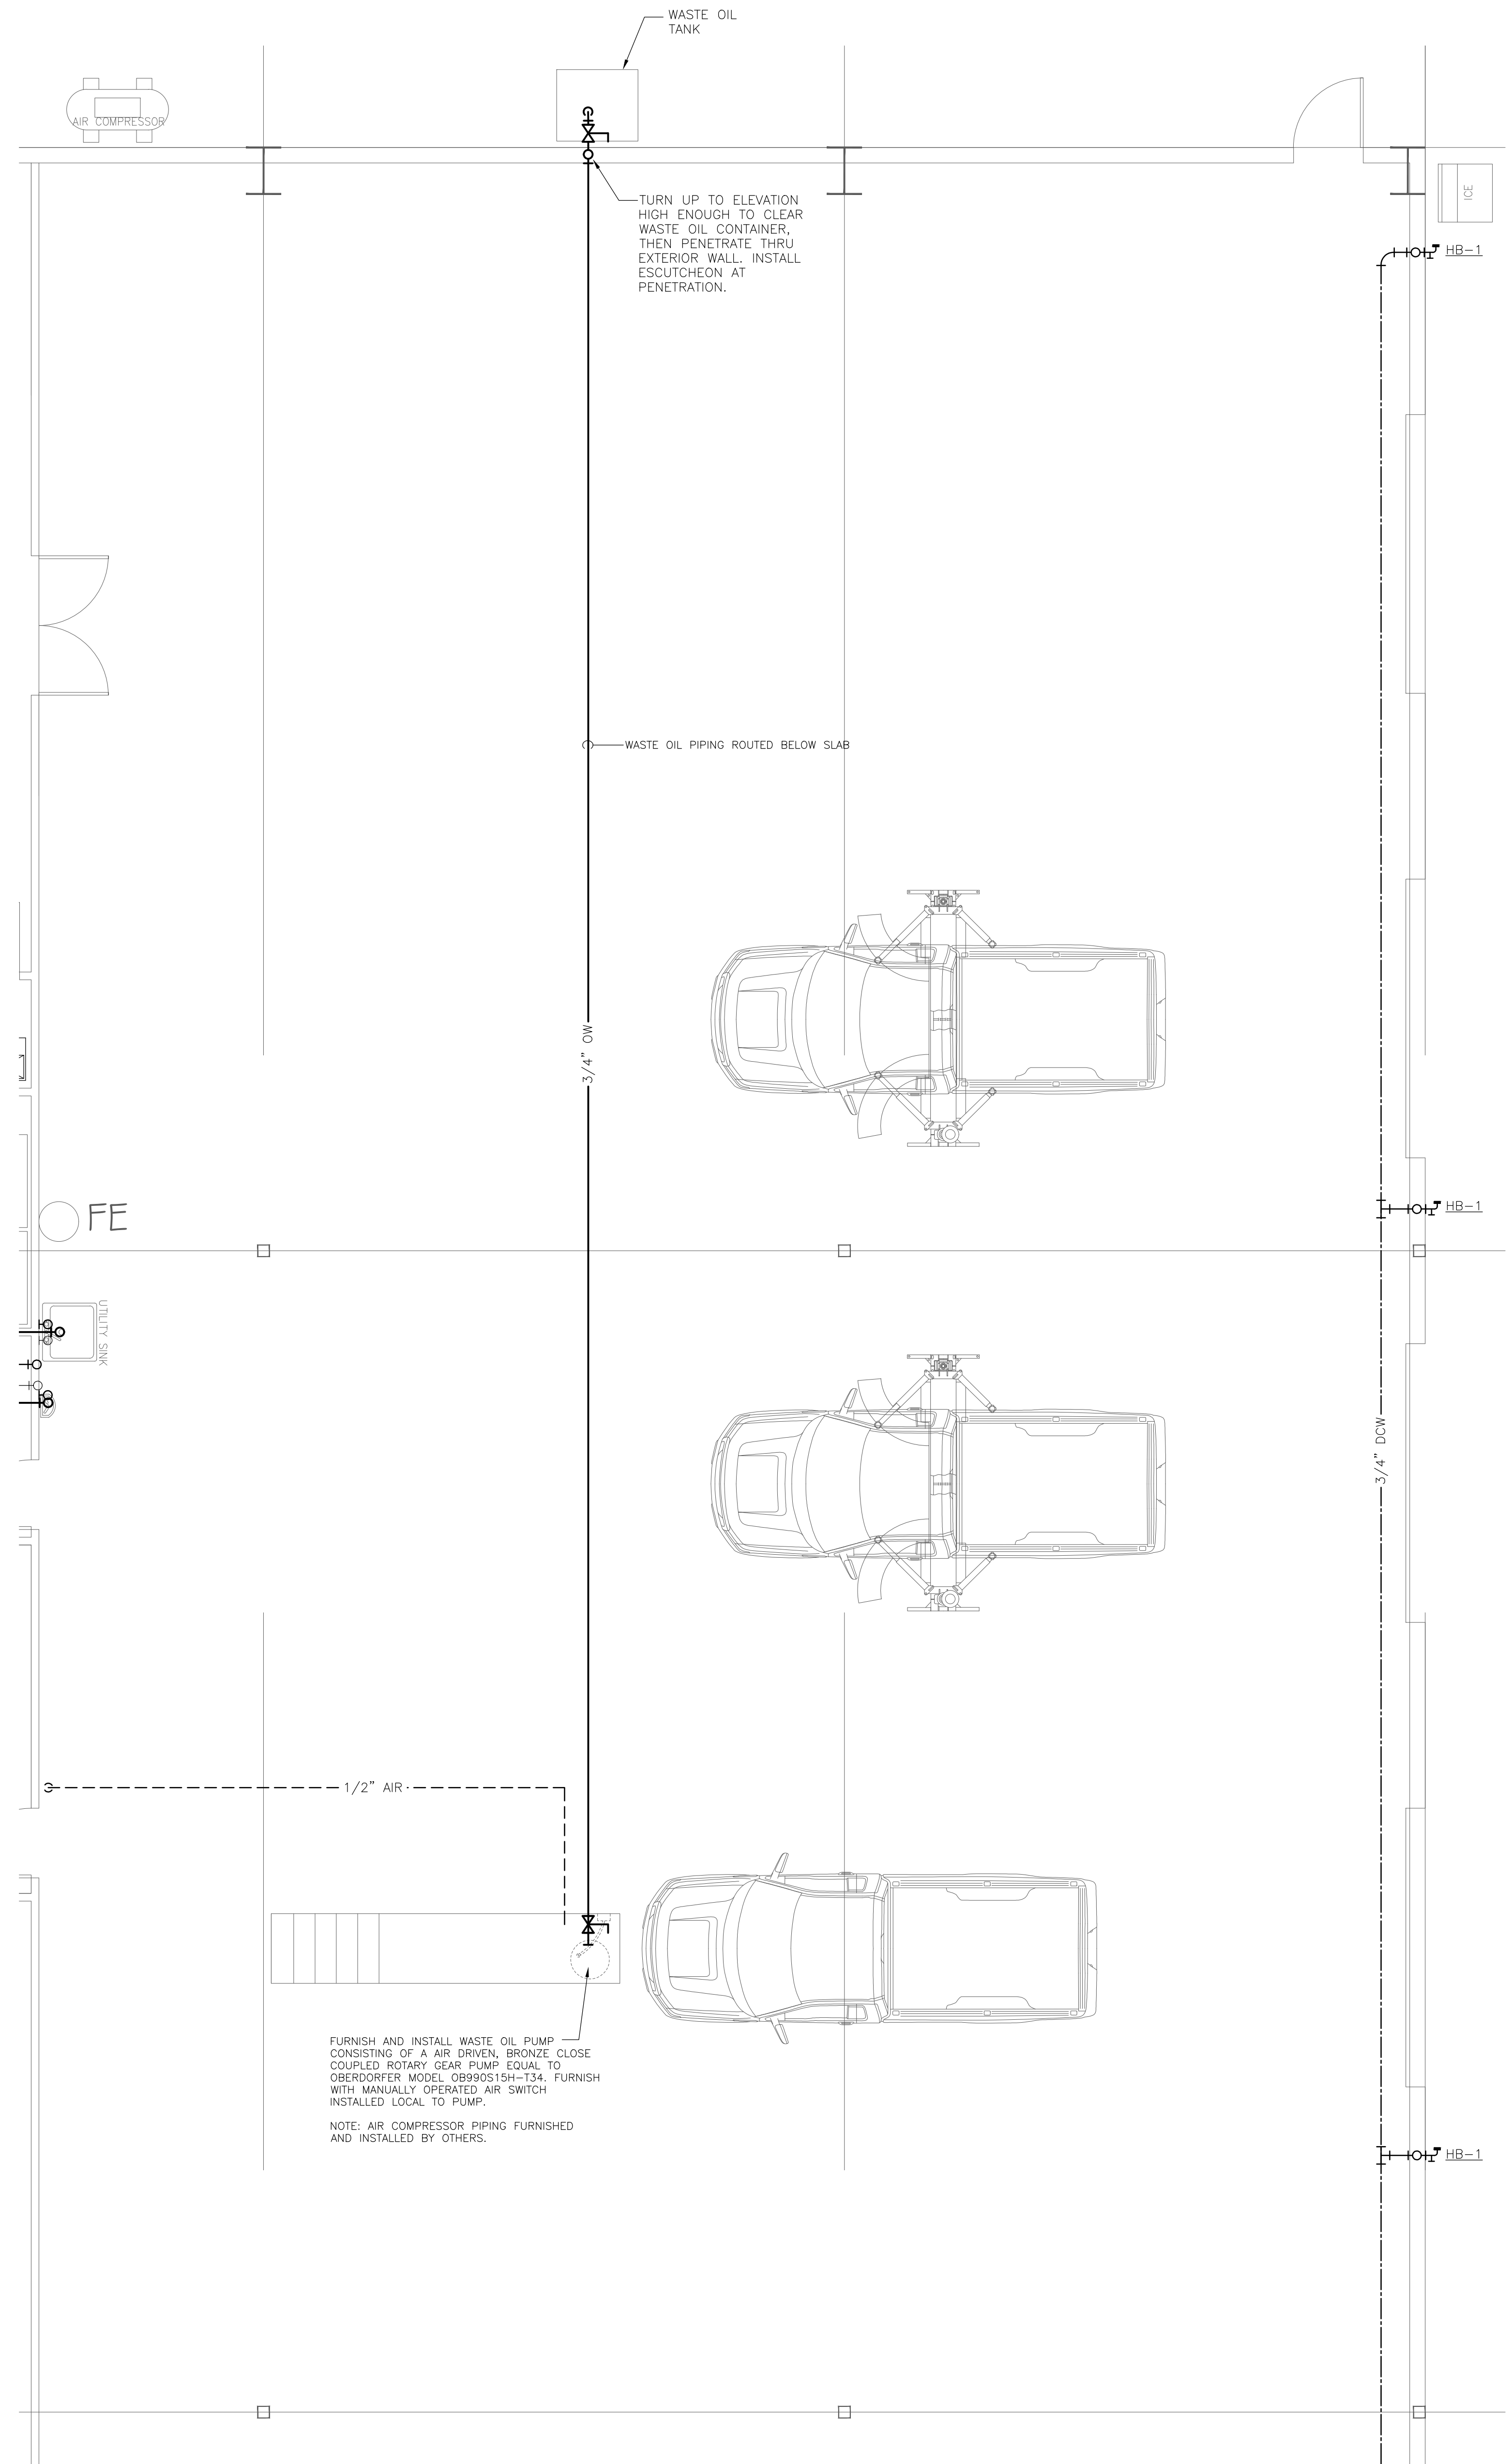 WASTE OIL
TANK
AIR COMPRESSOR
ICE
TURN UP TO ELEVATION
HIGH ENOUGH TO CLEAR
WASTE OIL CONTAINER,
THEN PENETRATE THRU
EXTERIOR WALL. INSTALL
ESCUTCHEON AT
PENETRATION.
HB-1
WASTE OIL PIPING ROUTED BELOW SLAB
3/4" OW
FE
HB-1
UTILITY SINK
3/4" DCW
1/2" AIR
FURNISH AND INSTALL WASTE OIL PUMP
CONSISTING OF A AIR DRIVEN, BRONZE CLOSE
COUPLED ROTARY GEAR PUMP EQUAL TO
OBERDORFER MODEL OB990S15H-T34. FURNISH
WITH MANUALLY OPERATED AIR SWITCH
INSTALLED LOCAL TO PUMP.
NOTE: AIR COMPRESSOR PIPING FURNISHED
AND INSTALLED BY OTHERS.
HB-1